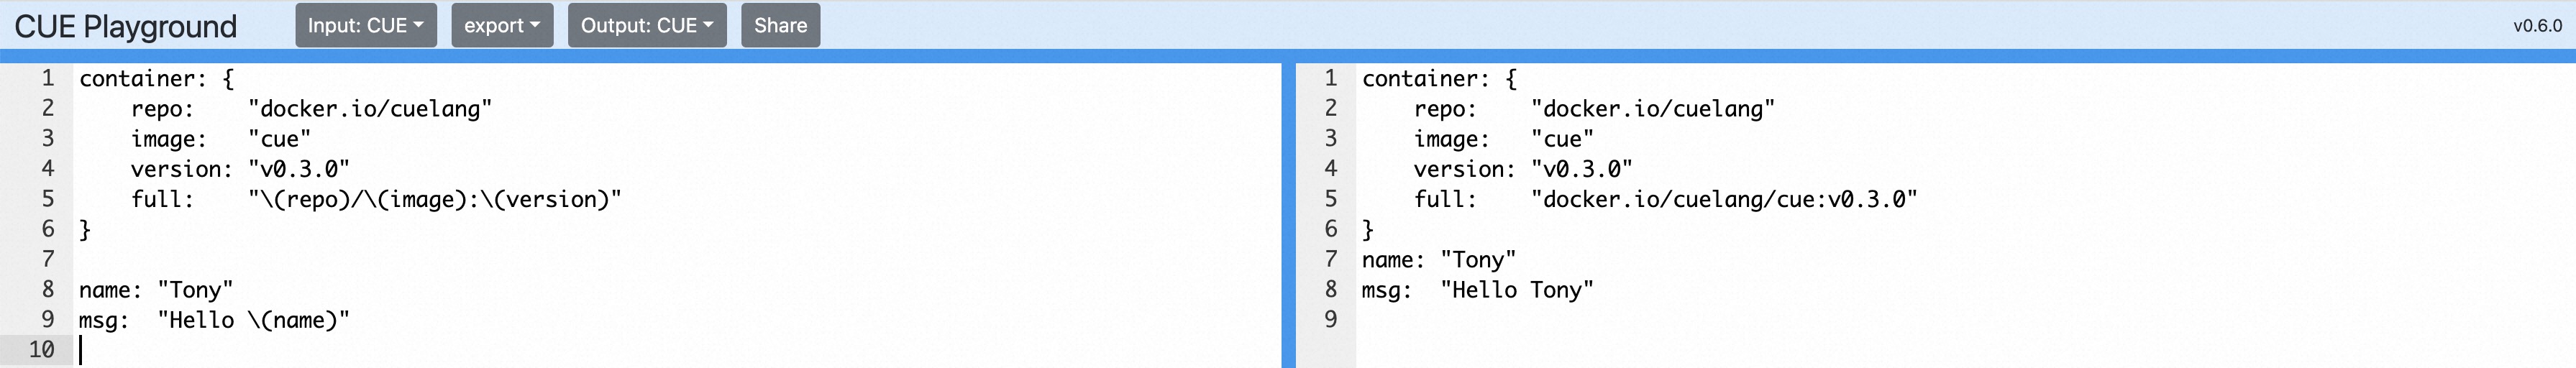 CUE Playground Input: CUE export Output: CUE Share v0.6.0
1 container: {
2     repo:    "docker.io/cuelang"
3     image:   "cue"
4     version: "v0.3.0"
5     full:    "\(repo)/\(image):\(version)"
6 }
7
8 name: "Tony"
9 msg:  "Hello \(name)"
10
1 container: {
2     repo:    "docker.io/cuelang"
3     image:   "cue"
4     version: "v0.3.0"
5     full:    "docker.io/cuelang/cue:v0.3.0"
6 }
7 name: "Tony"
8 msg:  "Hello Tony"
9